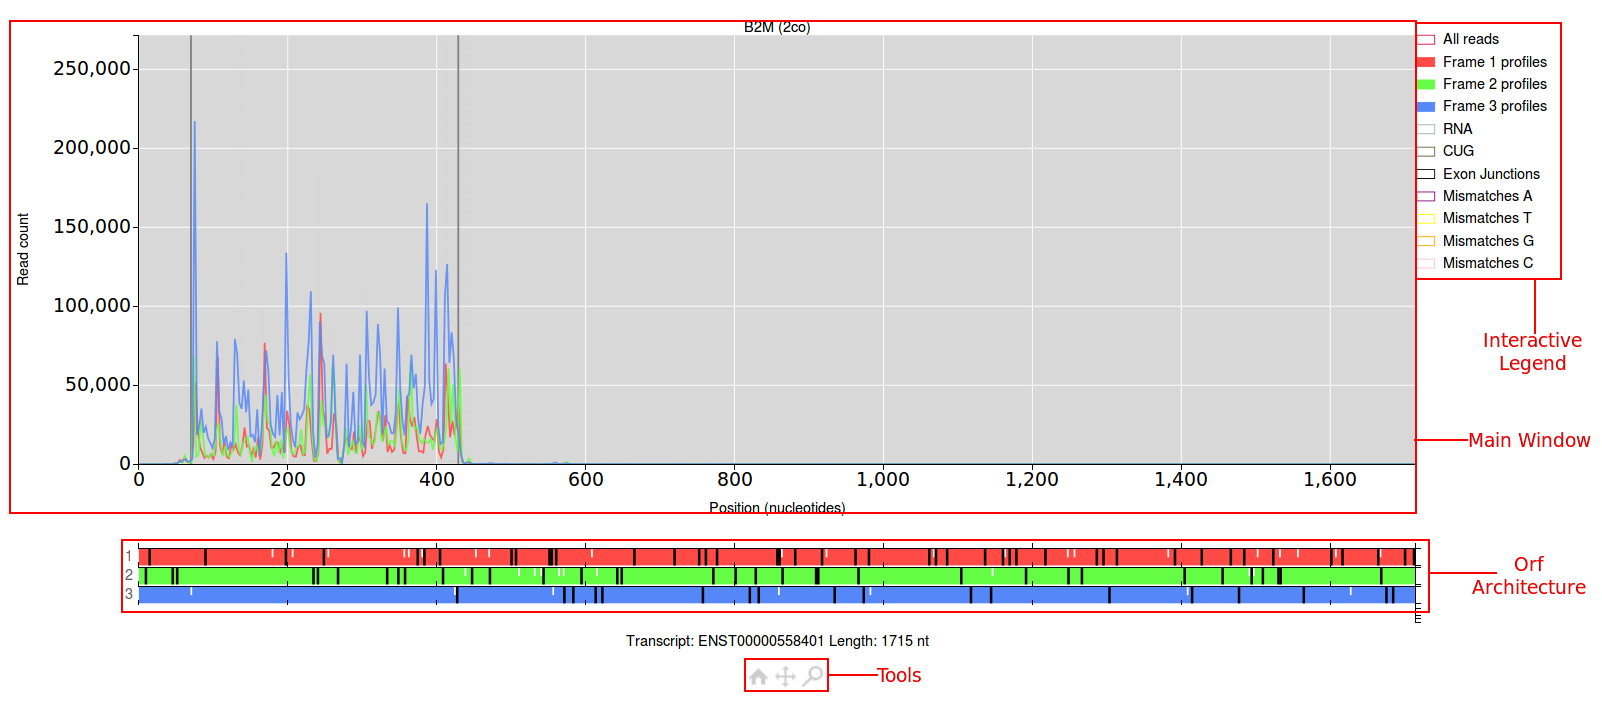 B2M (2co)
Read count
250,000
200,000
150,000
100,000
50,000
0
0 200 400 600 800 1,000 1,200 1,400 1,600
Position (nucleotides)
All reads
Frame 1 profiles
Frame 2 profiles
Frame 3 profiles
RNA
CUG
Exon Junctions
Mismatches A
Mismatches T
Mismatches G
Mismatches C
Interactive
Legend
Main Window
1
2
3
Orf
Architecture
Transcript: ENST00000558401 Length: 1715 nt
Tools